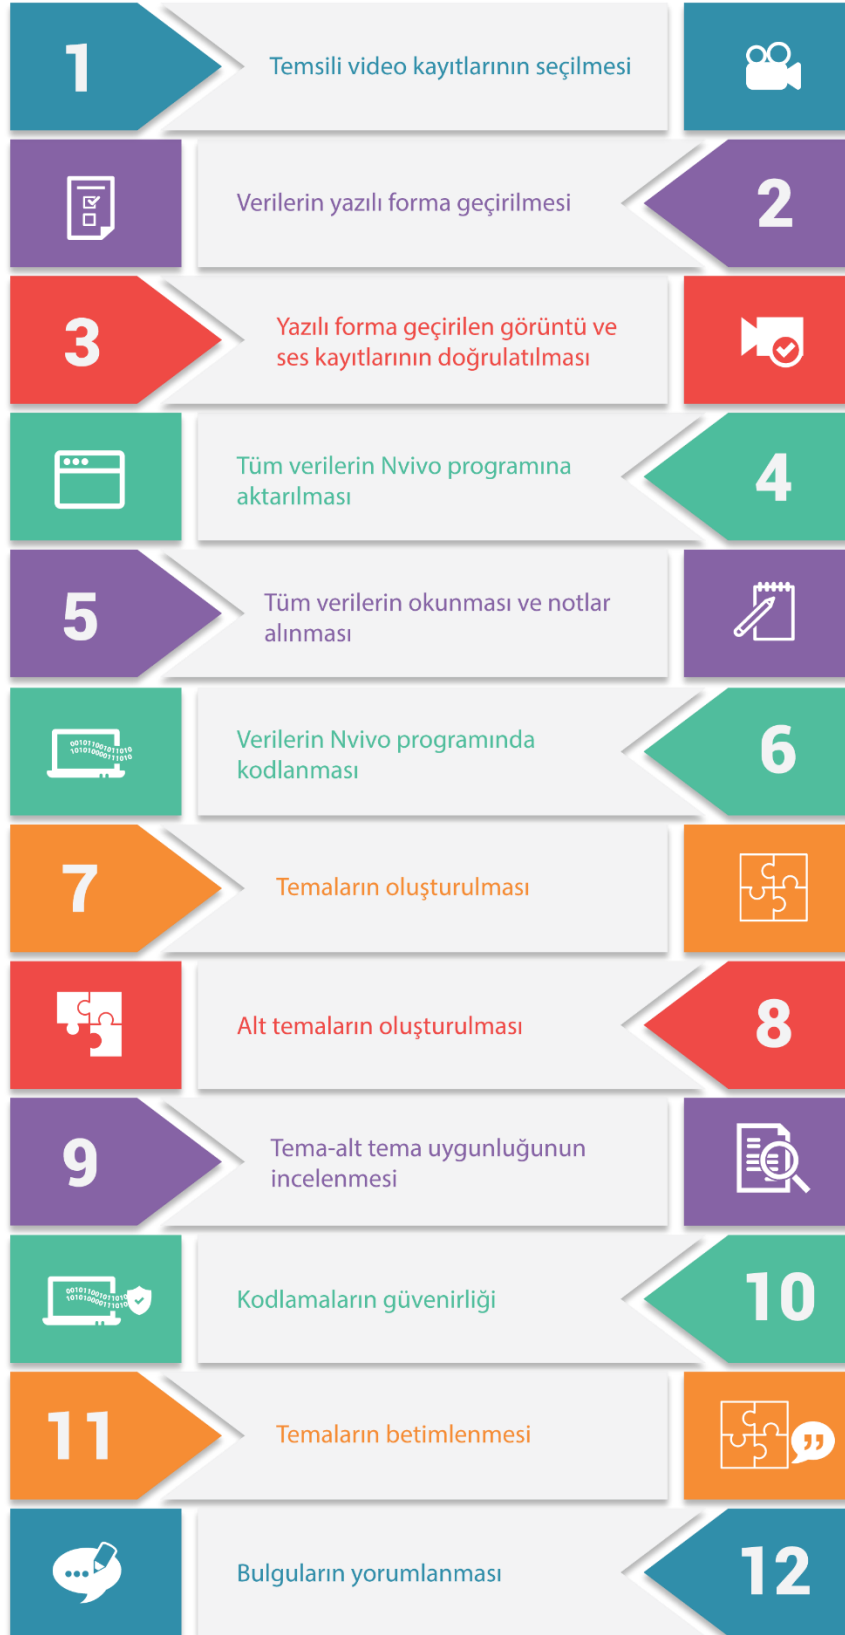 1
Temsili video kayıtlarının seçilmesi
Verilerin yazılı forma geçirilmesi
2
3
Yazılı forma geçirilen görüntü ve
ses kayıtlarının doğrulatılması
Tüm verilerin Nvivo programına
aktarılması
4
5
Tüm verilerin okunması ve notlar
alınması
Verilerin Nvivo programında
kodlanması
6
7
Temaların oluşturulması
Alt temaların oluşturulması
8
9
Tema-alt tema uygunluğunun
incelenmesi
Kodlamaların güvenirliği
10
11
Temaların betimlenmesi
Bulguların yorumlanması
12